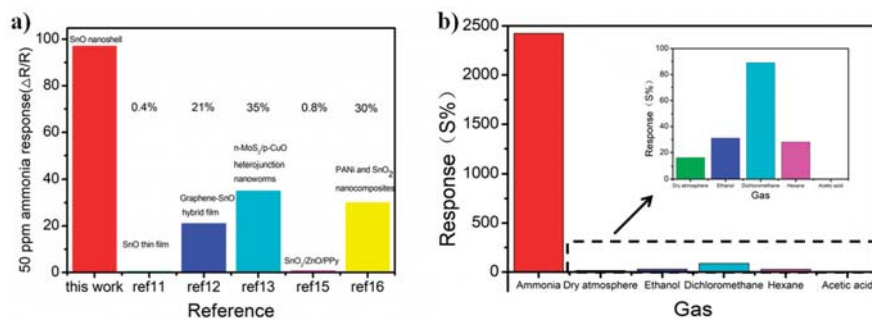 a)
50 ppm ammonia response(△R/R)
100
80
60
40
20
0
SnO nanoshell
0.4%
21%
35%
0.8%
30%
n-MoS2/p-CuO
heterojunction
nanoworms
PANi and SnO2
nanocomposites
Graphene-SnO
hybrid film
SnO thin film
SnO2/ZnO/PPy
this work
ref11
ref12
ref13
ref15
ref16
Reference
b)
Response (S%)
2500
2000
1500
1000
500
0
Response (S%)
100
80
60
40
20
0
Dry atmosphere
Ethanol
Dichloromethane
Hexane
Acetic acid
Gas
Ammonia
Dry atmosphere
Ethanol
Dichloromethane
Hexane
Acetic acid
Gas